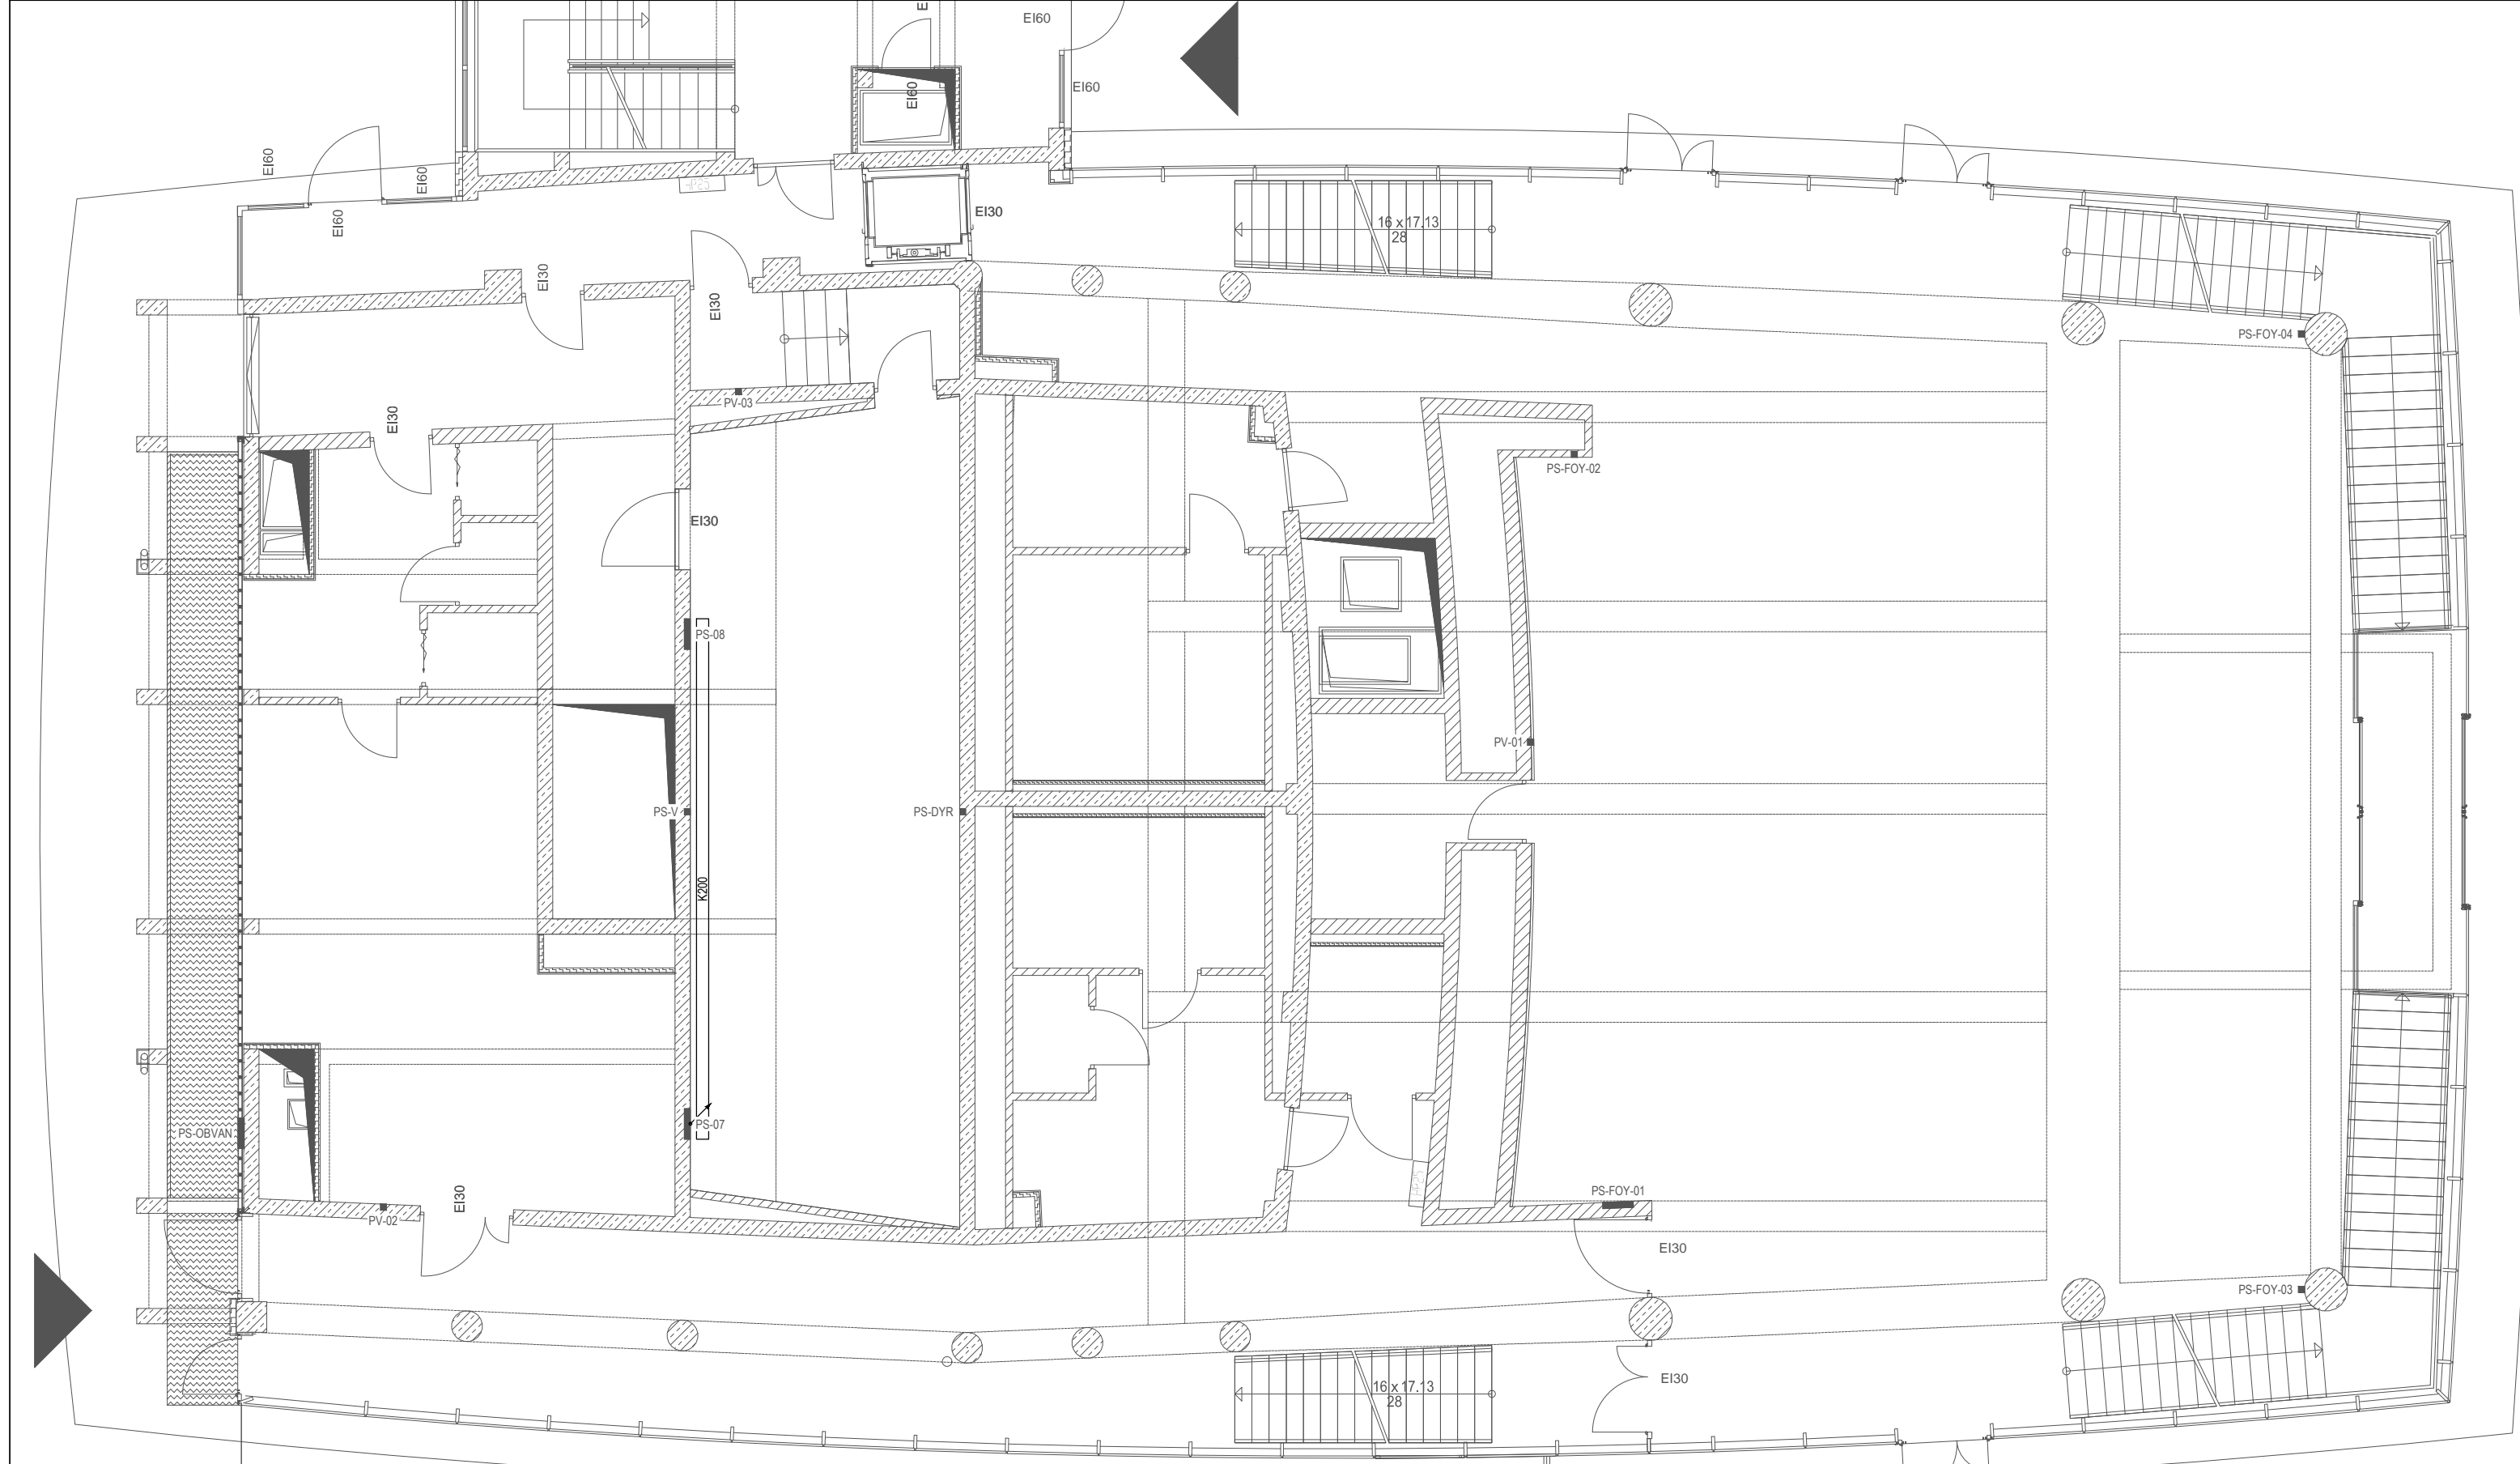 EI60
EI60
EI60
EI60
EI60
EI60
EI60
EI30
16 x 17.13
28
EI30
EI30
PS-FOY-04
PV-03
EI30
PS-FOY-02
EI30
PS-08
PV-01
PS-V
PS-DYR
K200
PS-07
PS-OBVAN
EI30
PS-FOY-01
PV-02
EI30
PS-FOY-03
EI30
16 x 17.13
28